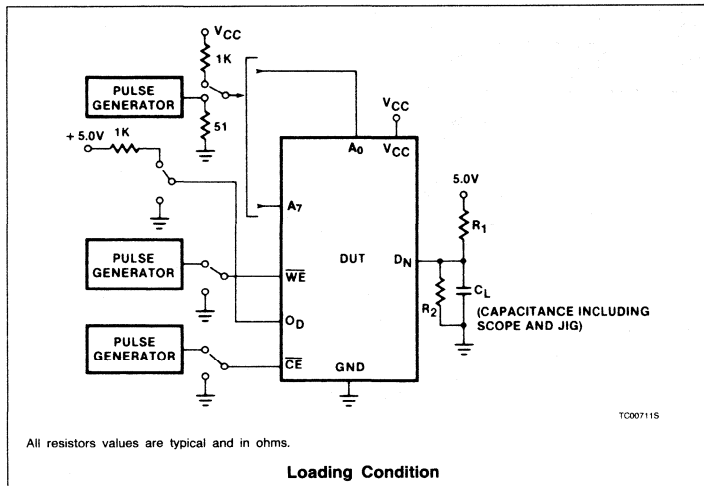 VCC
1K
PULSE
GENERATOR
51
+ 5.0V
1K
VCC
A0
VCC
A7
5.0V
R1
DUT
DN
PULSE
GENERATOR
WE
R2
CL
(CAPACITANCE INCLUDING
SCOPE AND JIG)
OD
PULSE
GENERATOR
CE
GND
TC00711S
All resistors values are typical and in ohms.
Loading Condition